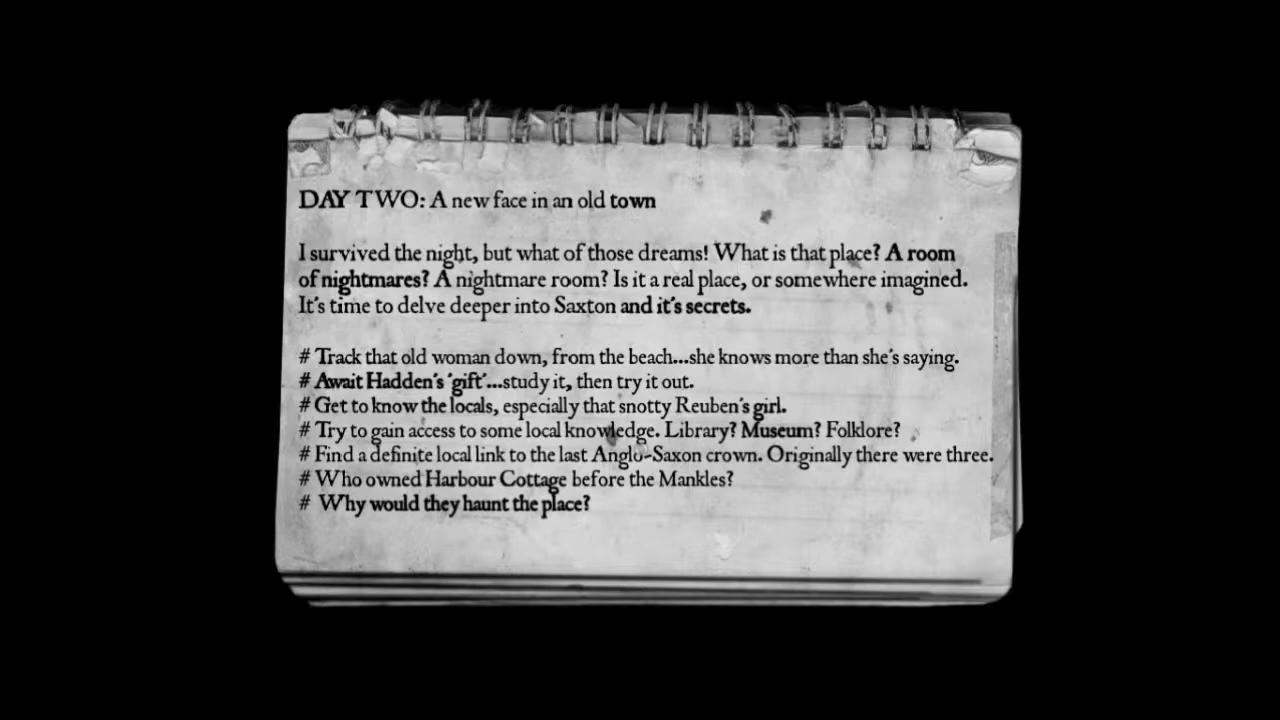 DAY TWO: A new face in an old town
I survived the night, but what of those dreams! What is that place? A room
of nightmares? A nightmare room? Is it a real place, or somewhere imagined.
It's time to delve deeper into Saxton and it's secrets.
# Track that old woman down, from the beach...she knows more than she's saying.
# Await Hadden's 'gift'...study it, then try it out.
# Get to know the locals, especially that snotty Reuben's girl.
# Try to gain access to some local knowledge. Library? Museum? Folklore?
# Find a definite local link to the last Anglo-Saxon crown. Originally there were three.
# Who owned Harbour Cottage before the Mankles?
# Why would they haunt the place?